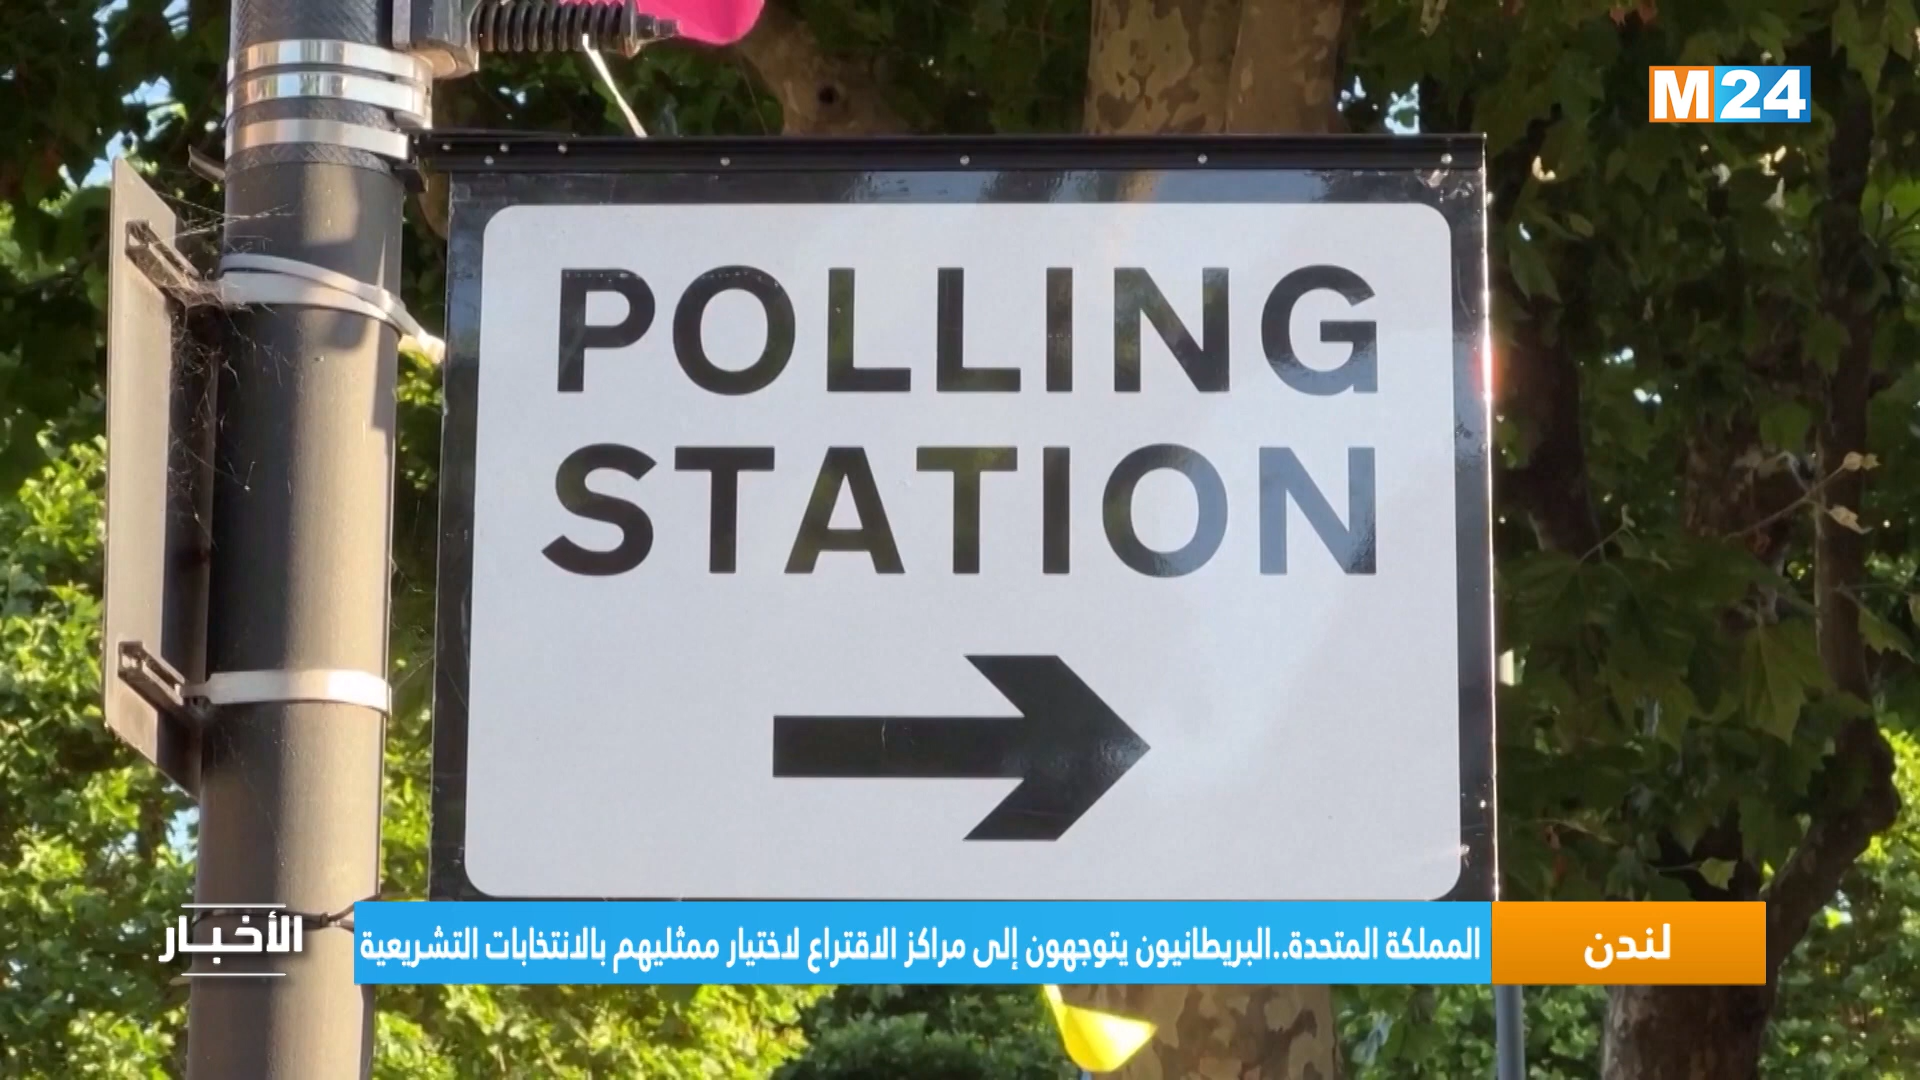 M24
POLLING
STATION
لندن
المملكة المتحدة..البريطانيون يتوجهون إلى مراكز الاقتراع لاختيار ممثليهم بالانتخابات التشريعية
الأخبار